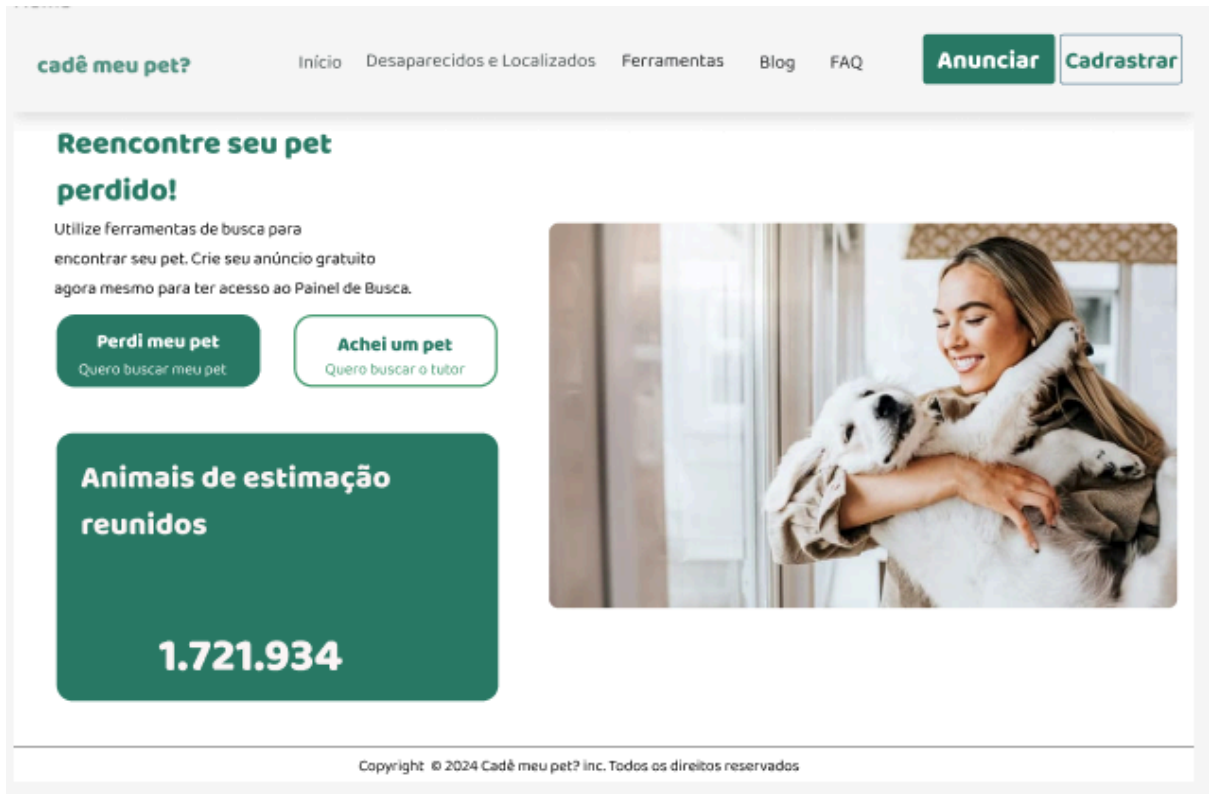 cadê meu pet?
Início Desaparecidos e Localizados Ferramentas Blog FAQ Anunciar Cadrastrar
Reencontre seu pet
perdido!
Utilize ferramentas de busca para
encontrar seu pet. Crie seu anúncio gratuito
agora mesmo para ter acesso ao Painel de Busca.
Perdi meu pet
Quero buscar meu pet
Achei um pet
Quero buscar o tutor
Animais de estimação
reunidos
1.721.934
Copyright © 2024 Cadê meu pet? inc. Todos os direitos reservados